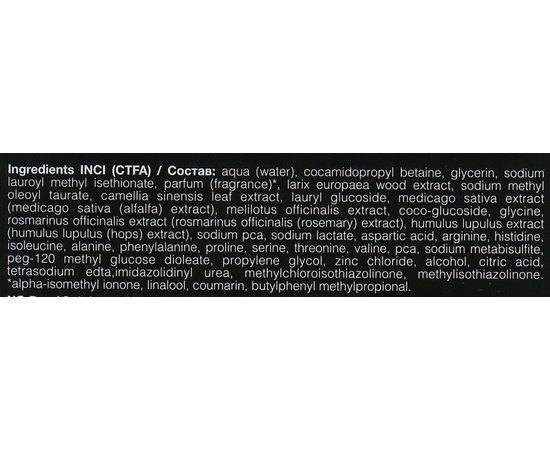 Ingredients INCI (CTFA) / Состав: aqua (water), cocamidopropyl betaine, glycerin, sodium
lauroyl methyl isethionate, parfum (fragrance)*, larix europaea wood extract, sodium methyl
oleoyl taurate, camellia sinensis leaf extract, lauryl glucoside, medicago sativa extract
(medicago sativa (alfalfa) extract), melilotus officinalis extract, coco-glucoside, glycine,
rosmarinus officinalis extract (rosmarinus officinalis (rosemary) extract), humulus lupulus extract
(humulus lupulus (hops) extract), sodium pca, sodium lactate, aspartic acid, arginine, histidine,
isoleucine, alanine, phenylalanine, proline, serine, threonine, valine, pca, sodium metabisulfite,
peg-120 methyl glucose dioleate, propylene glycol, zinc chloride, alcohol, citric acid,
tetrasodium edta,imidazolidinyl urea, methylchloroisothiazolinone, methylisothiazolinone.
*alpha-isomethyl ionone, linalool, coumarin, butylphenyl methylpropional.